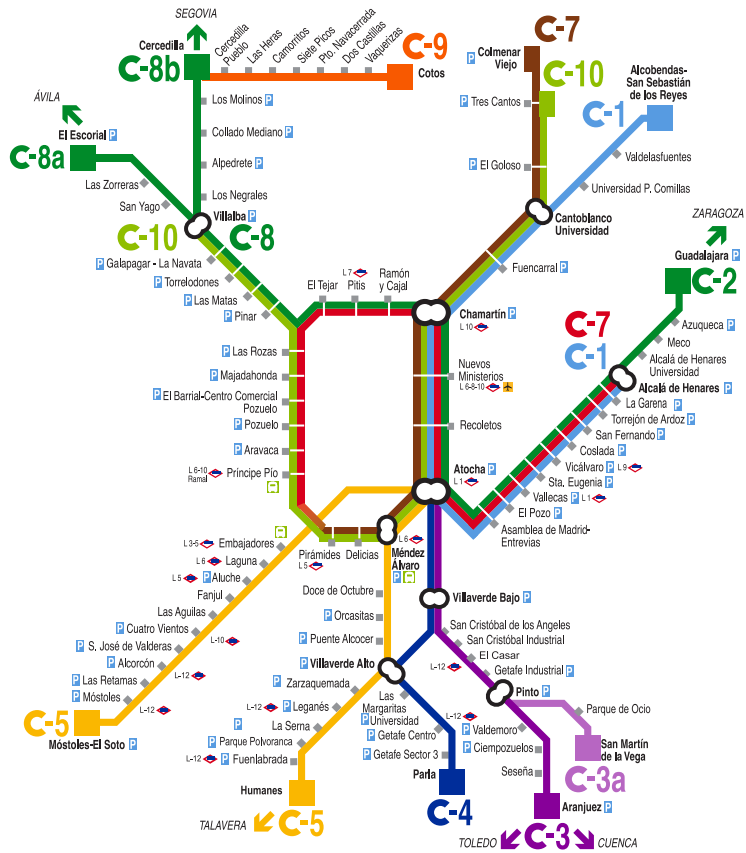 SEGOVIA
Cercedilla
C-8b
Cercedilla
Pueblo
Las Heras
Camorritos
Siete Picos
Pto. Navacerrada
Dos Castillas
Vaquerizas
C-9
Cotos
C-7
Colmenar
Viejo
P
C-10
P Tres Cantos
P El Goloso
Alcobendas-
San Sebastián
de los Reyes
C-1
Valdelasfuentes
Universidad P. Comillas
Cantoblanco
Universidad
Fuencarral P
ÁVILA
El Escorial P
C-8a
Las Zorreras
San Yago
Los Molinos P
Collado Mediano P
Alpedrete P
Los Negrales
Villalba P
C-10
C-8
P Galapagar - La Navata
P Torrelodones
P Las Matas
P Pinar
L 7
El Tejar
Pitis
Ramón
y Cajal
Chamartín P
L 10
ZARAGOZA
Guadalajara P
C-2
Azuqueca P
Meco
Alcalá de Henares
Universidad
C-7
C-1
Alcalá de Henares P
La Garena P
Torrejón de Ardoz P
San Fernando P
Coslada P
Vicálvaro P L 9
Sta. Eugenia P
Vallecas P L 1
El Pozo P
Asamblea de Madrid-
Entrevias
P Las Rozas
P Majadahonda
P El Barrial-Centro Comercial
Pozuelo
P Pozuelo
P Aravaca
L 6-10
Ramal
Príncipe Pío
Nuevos
Ministerios
L 6-8-10
Recoletos
Atocha P
L 1
Pirámides
L 5
Delicias
L 6
Méndez
Álvaro
P
L 3-5 Embajadores
L 6 Laguna
L 5 P Aluche
Fanjul
Las Aguilas
P Cuatro Vientos
L-10
P S. José de Valderas
P Alcorcón
L-12
P Las Retamas
P Móstoles
L-12
C-5
Móstoles-El Soto P
Doce de Octubre
P Orcasitas
P Puente Alcocer
Villaverde Alto
P
Zarzaquemada
L-12 P Leganés
La Serna
P
P Parque Polvoranca
L-12 P Fuenlabrada
Humanes
C-5
TALAVERA
Villaverde Bajo P
San Cristóbal de los Angeles
San Cristóbal Industrial
El Casar
L-12
Getafe Industrial P
Las
Margaritas
P Universidad
L-12
P Getafe Centro
P Getafe Sector 3
Parla
C-4
Pinto P
P Valdemoro
P Ciempozuelos
Seseña
Parque de Ocio
San Martín
de la Vega
C-3a
Aranjuez P
TOLEDO
C-3
CUENCA